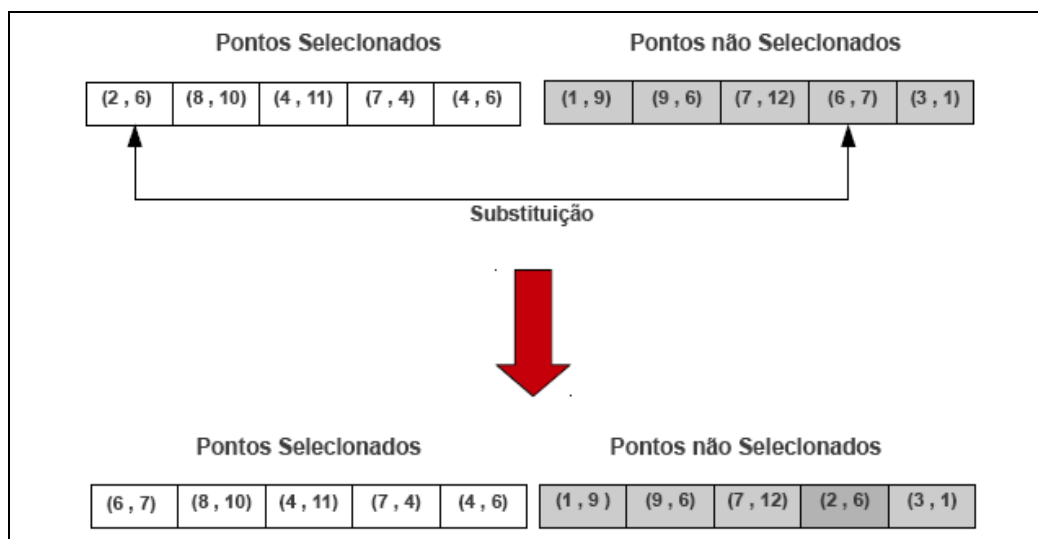 Pontos Selecionados Pontos não Selecionados
(2 , 6) (8 , 10) (4 , 11) (7 , 4) (4 , 6) (1 , 9) (9 , 6) (7 , 12) (6 , 7) (3 , 1)
Substituição
Pontos Selecionados Pontos não Selecionados
(6 , 7) (8 , 10) (4 , 11) (7 , 4) (4 , 6) (1 , 9 ) (9 , 6) (7 , 12) (2 , 6) (3 , 1)